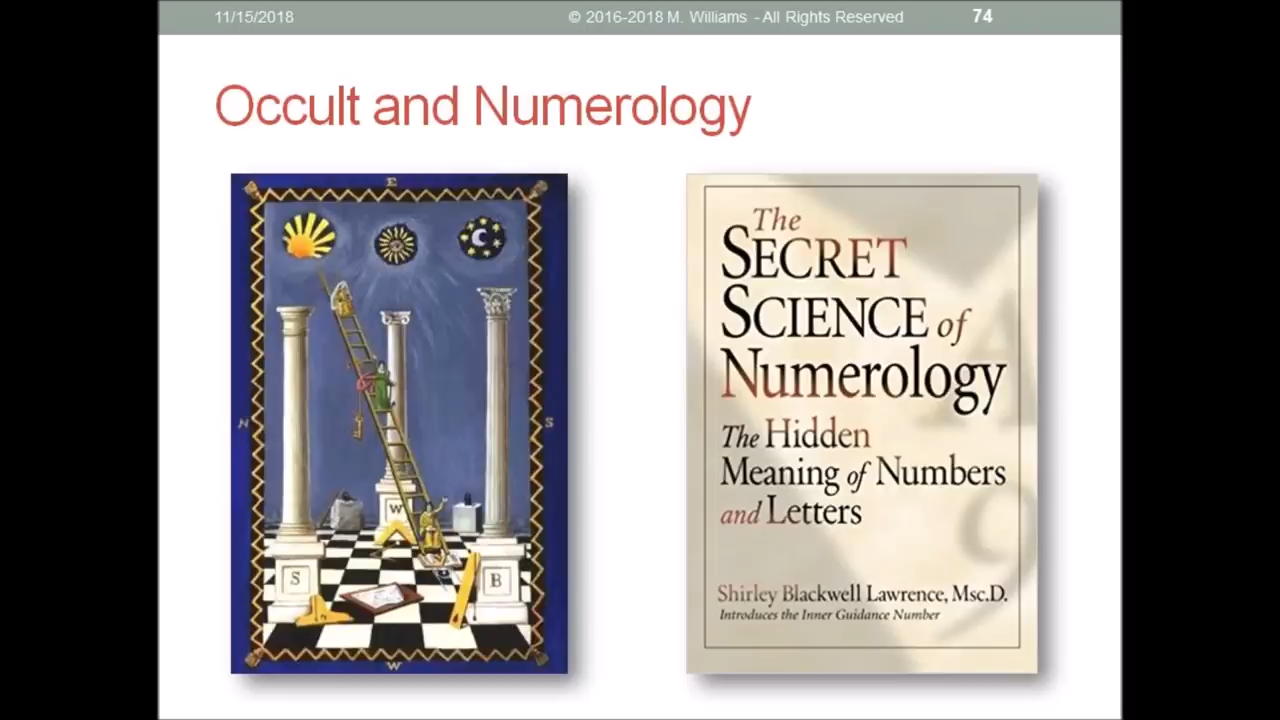 11/15/2018
© 2016-2018 M. Williams - All Rights Reserved
74
Occult and Numerology
E
N
S
W
S
B
W
The
SECRET
SCIENCE of
Numerology
The Hidden
Meaning of Numbers
and Letters
A
9
Shirley Blackwell Lawrence, Msc.D.
Introduces the Inner Guidance Number